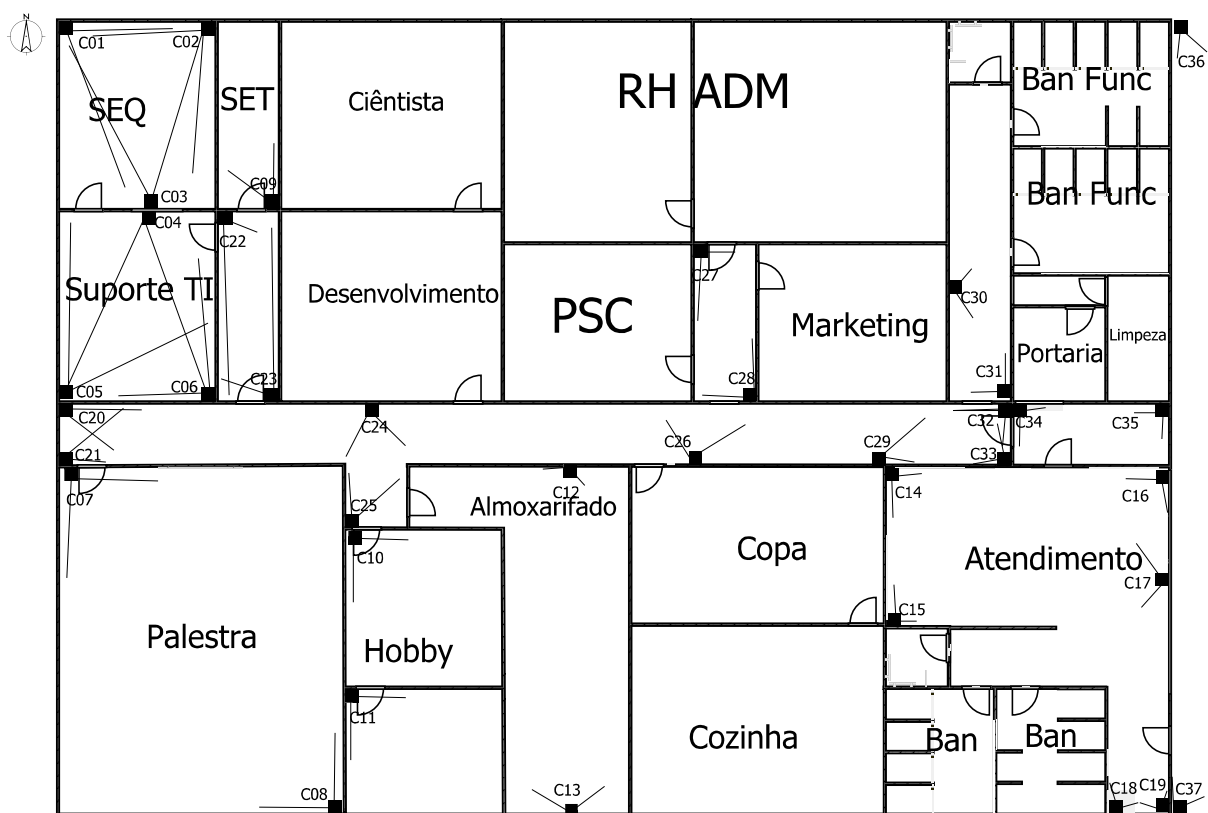 N
C01
C02
C36
SEQ
SET
Ciêntista
RH ADM
Ban Func
C09
C03
C04
C22
Ban Func
Suporte TI
Desenvolvimento
PSC
C27
Marketing
C30
Portaria
Limpeza
C05
C06
C23
C28
C31
C20
C24
C32
C34
C35
C21
C26
C29
C33
C07
C25
C12
Almoxarifado
C14
C16
C10
Copa
Atendimento
C17
C15
Palestra
Hobby
C11
Cozinha
Ban
Ban
C08
C13
C18
C19
C37